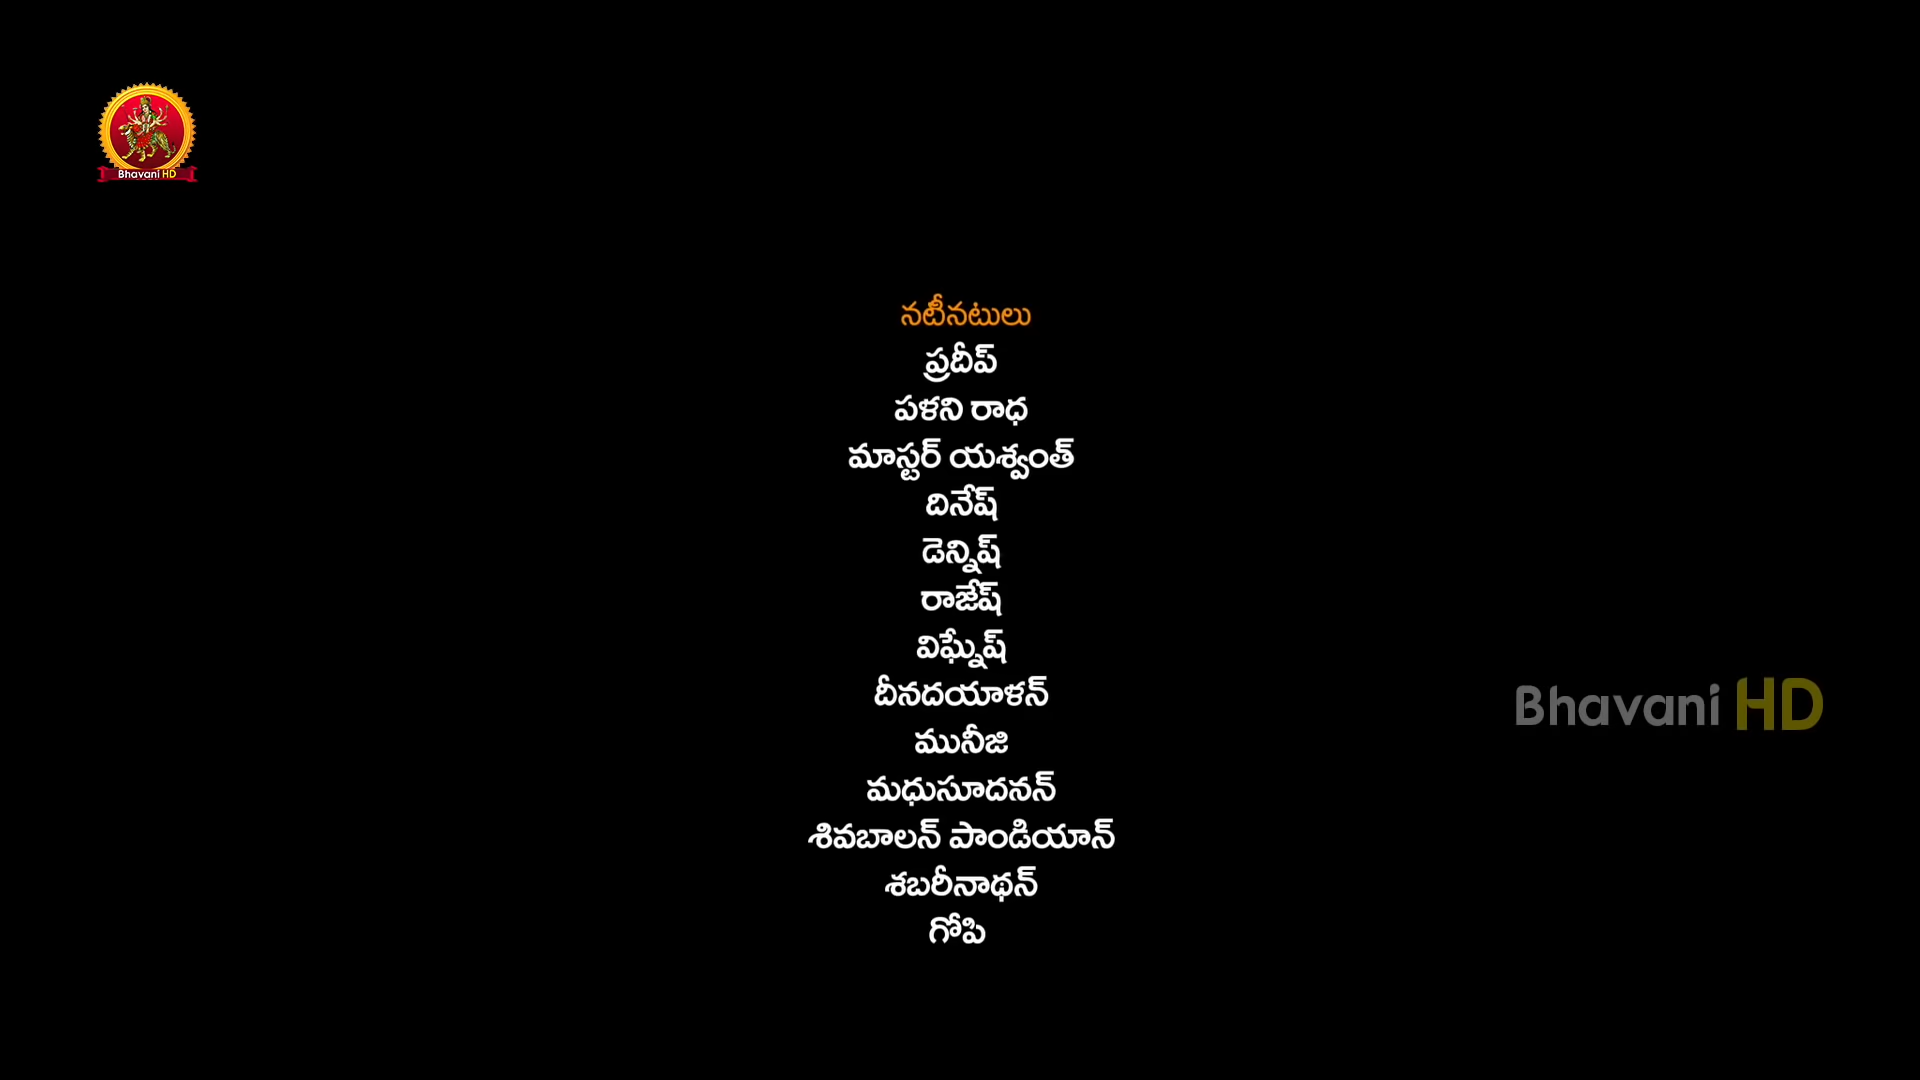 Bhavani HD
నటీనటులు
ప్రదీప్
పళని రాధ
మాస్టర్ యశ్వంత్
దినేష్
డెన్నిష్
రాజేష్
విఘ్నేష్
దీనదయాళన్
మునీజి
మధుసూదనన్
శివబాలన్ పాండియాన్
శబరీనాథన్
గోపి
Bhavani HD